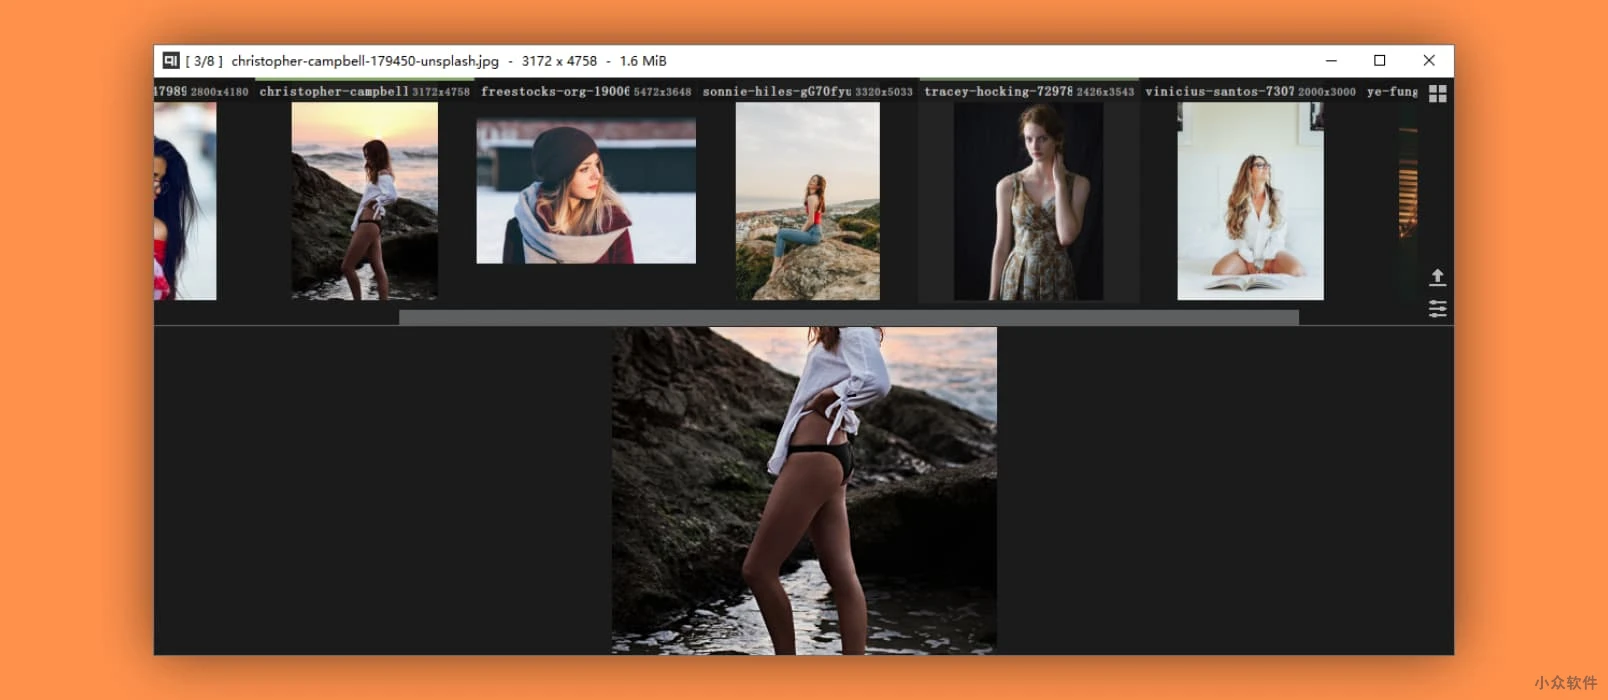 [ 3/8 ] christopher-campbell-179450-unsplash.jpg - 3172 x 4758 - 1.6 MiB
47989 2800x4180 christopher-campbell 3172x4758 freestocks-org-19006 5472x3648 sonnie-hiles-gG70fyu 3320x5033 tracey-hocking-72978 2426x3543 vinicius-santos-7307 2000x3000 ye-fung
小众软件